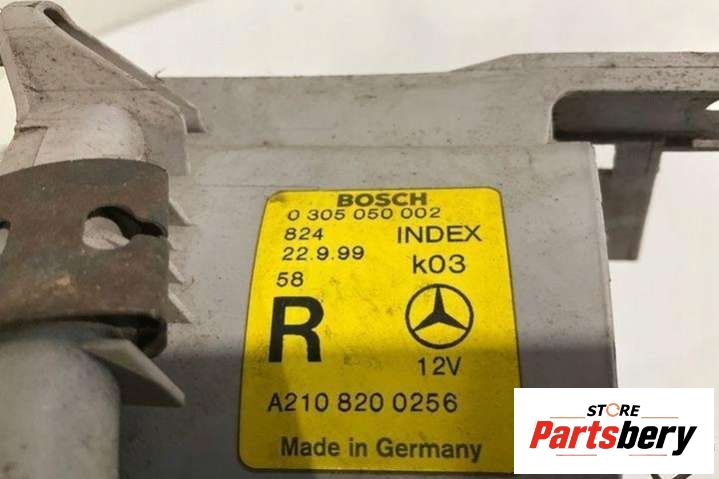 BOSCH
0 305 050 002
824 INDEX
22.9.99 k03
58
R
12V
A210 820 0256
Made in Germany
STORE
Partsbery